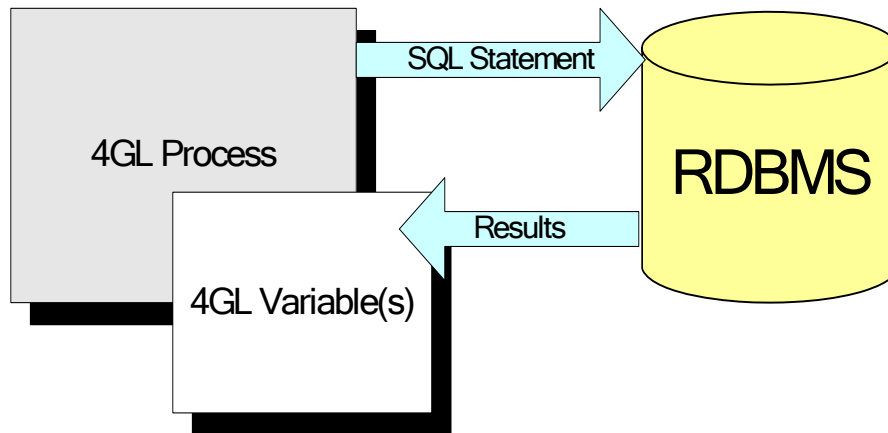 SQL Statement
4GL Process
RDBMS
Results
4GL Variable(s)